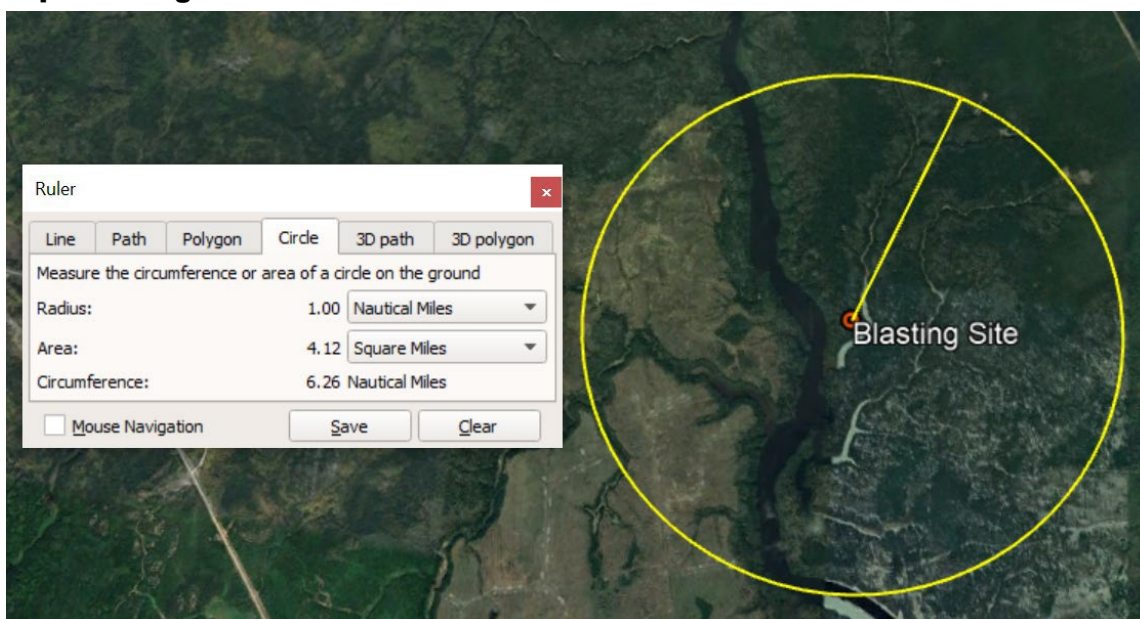 Ruler
Line Path Polygon Circle 3D path 3D polygon
Measure the circumference or area of a circle on the ground
Radius: 1.00 Nautical Miles
Area: 4.12 Square Miles
Circumference: 6.26 Nautical Miles
Mouse Navigation Save Clear
Blasting Site